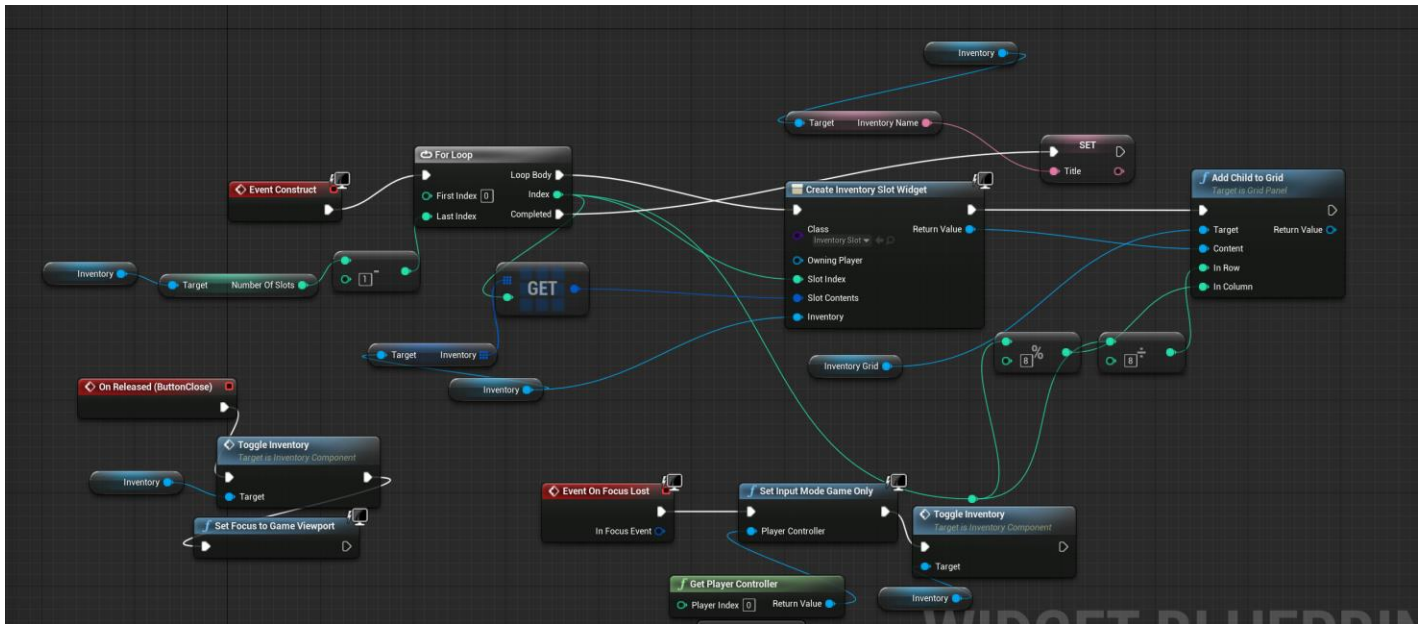 Inventory
Target Inventory Name
SET
Title
For Loop
Loop Body
First Index 0 Index
Last Index Completed
Event Construct
Create Inventory Slot Widget
Class Return Value
Inventory Slot
Owning Player
Slot Index
Slot Contents
Inventory
Add Child to Grid
Target is Grid Panel
Target Return Value
Content
In Row
In Column
Inventory
Target Number Of Slots
1 -
GET
Target Inventory
Inventory
Inventory Grid
8 %
8 ÷
On Released (ButtonClose)
Toggle Inventory
Target is Inventory Component
Target
Inventory
Set Focus to Game Viewport
Event On Focus Lost
In Focus Event
Set Input Mode Game Only
Player Controller
Toggle Inventory
Target is Inventory Component
Target
Get Player Controller
Player Index 0 Return Value
Inventory